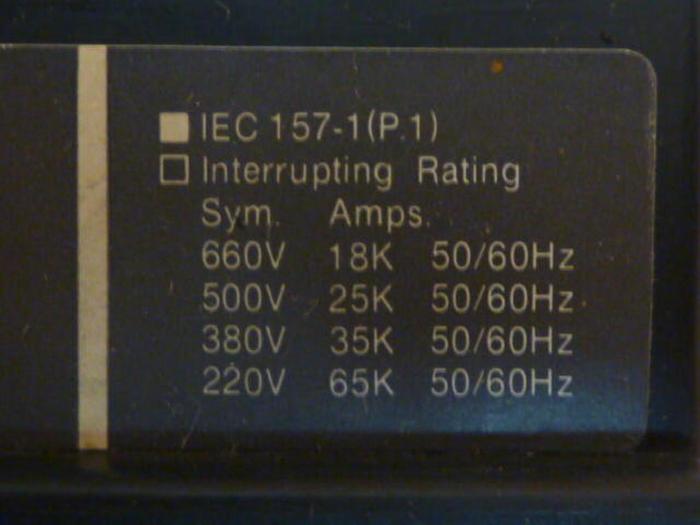 IEC 157-1(P.1)
Interrupting Rating
Sym. Amps.
660V 18K 50/60Hz
500V 25K 50/60Hz
380V 35K 50/60Hz
220V 65K 50/60Hz